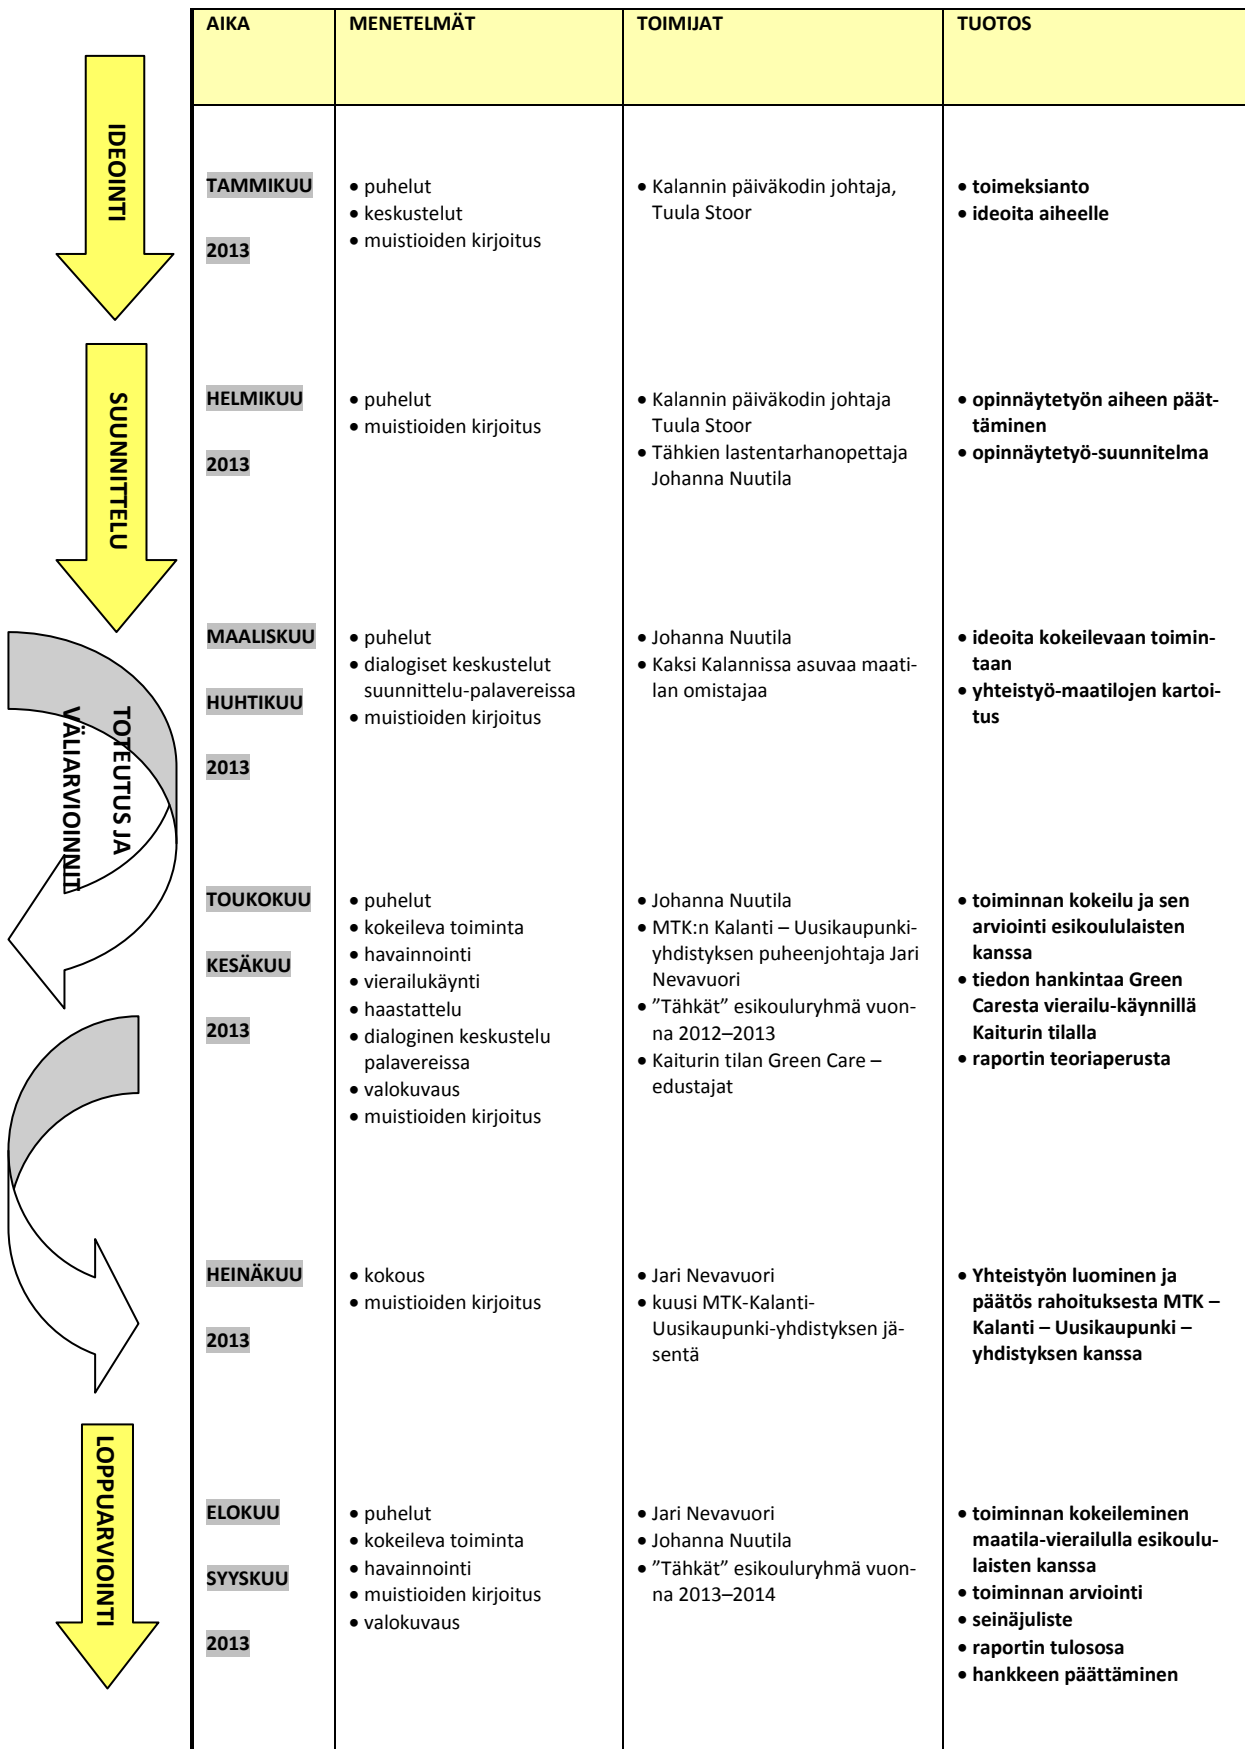 AIKA MENETELMÄT TOIMIJAT TUOTOS
IDEOINTI
TAMMIKUU
2013
• puhelut
• keskustelut
• muistioiden kirjoitus
• Kalannin päiväkodin johtaja,
Tuula Stoor
• toimeksianto
• ideoita aiheelle
SUUNNITTELU
HELMIKUU
2013
• puhelut
• muistioiden kirjoitus
• Kalannin päiväkodin johtaja
Tuula Stoor
• Tähkien lastentarhanopettaja
Johanna Nuutila
• opinnäytetyön aiheen päät-
täminen
• opinnäytetyö-suunnitelma
TOTEUTUS JA
VÄLIARVIOINNIT
MAALISKUU
HUHTIKUU
2013
• puhelut
• dialogiset keskustelut
suunnittelu-palavereissa
• muistioiden kirjoitus
• Johanna Nuutila
• Kaksi Kalannissa asuvaa maati-
lan omistajaa
• ideoita kokeilevaan toimin-
taan
• yhteistyö-maatilojen kartoi-
tus
TOUKOKUU
KESÄKUU
2013
• puhelut
• kokeileva toiminta
• havainnointi
• vierailukäynti
• haastattelu
• dialoginen keskustelu
palavereissa
• valokuvaus
• muistioiden kirjoitus
• Johanna Nuutila
• MTK:n Kalanti – Uusikaupunki-
yhdistyksen puheenjohtaja Jari
Nevavuori
• ”Tähkät” esikouluryhmä vuon-
na 2012–2013
• Kaiturin tilan Green Care –
edustajat
• toiminnan kokeilu ja sen
arviointi esikoululaisten
kanssa
• tiedon hankintaa Green
Caresta vierailu-käynnillä
Kaiturin tilalla
• raportin teoriaperusta
HEINÄKUU
2013
• kokous
• muistioiden kirjoitus
• Jari Nevavuori
• kuusi MTK-Kalanti-
Uusikaupunki-yhdistyksen jä-
sentä
• Yhteistyön luominen ja
päätös rahoituksesta MTK –
Kalanti – Uusikaupunki –
yhdistyksen kanssa
LOPPUARVIOINTI
ELOKUU
SYYSKUU
2013
• puhelut
• kokeileva toiminta
• havainnointi
• muistioiden kirjoitus
• valokuvaus
• Jari Nevavuori
• Johanna Nuutila
• ”Tähkät” esikouluryhmä vuon-
na 2013–2014
• toiminnan kokeileminen
maatila-vierailulla esikoulu-
laisten kanssa
• toiminnan arviointi
• seinäjuliste
• raportin tulososa
• hankkeen päättäminen